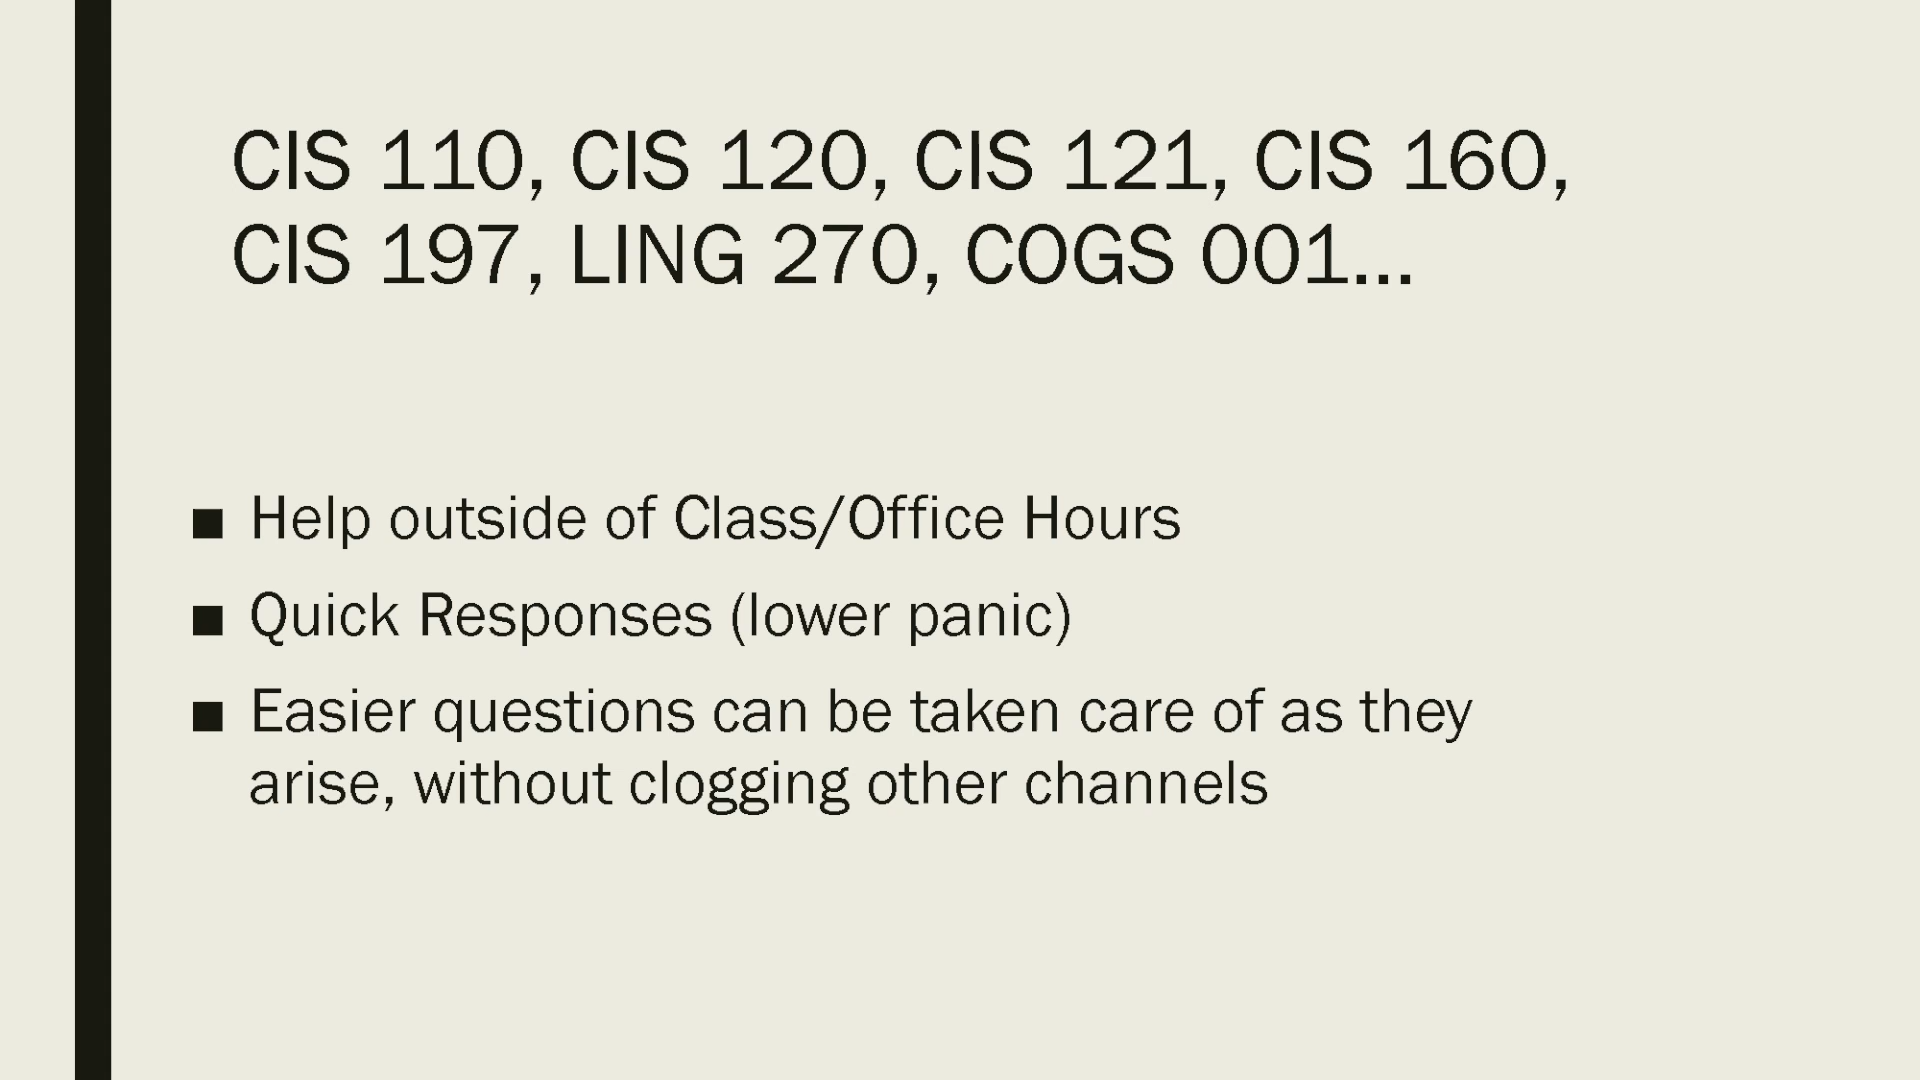 CIS 110, CIS 120, CIS 121, CIS 160,
CIS 197, LING 270, COGS 001...
■ Help outside of Class/Office Hours
■ Quick Responses (lower panic)
■ Easier questions can be taken care of as they
arise, without clogging other channels